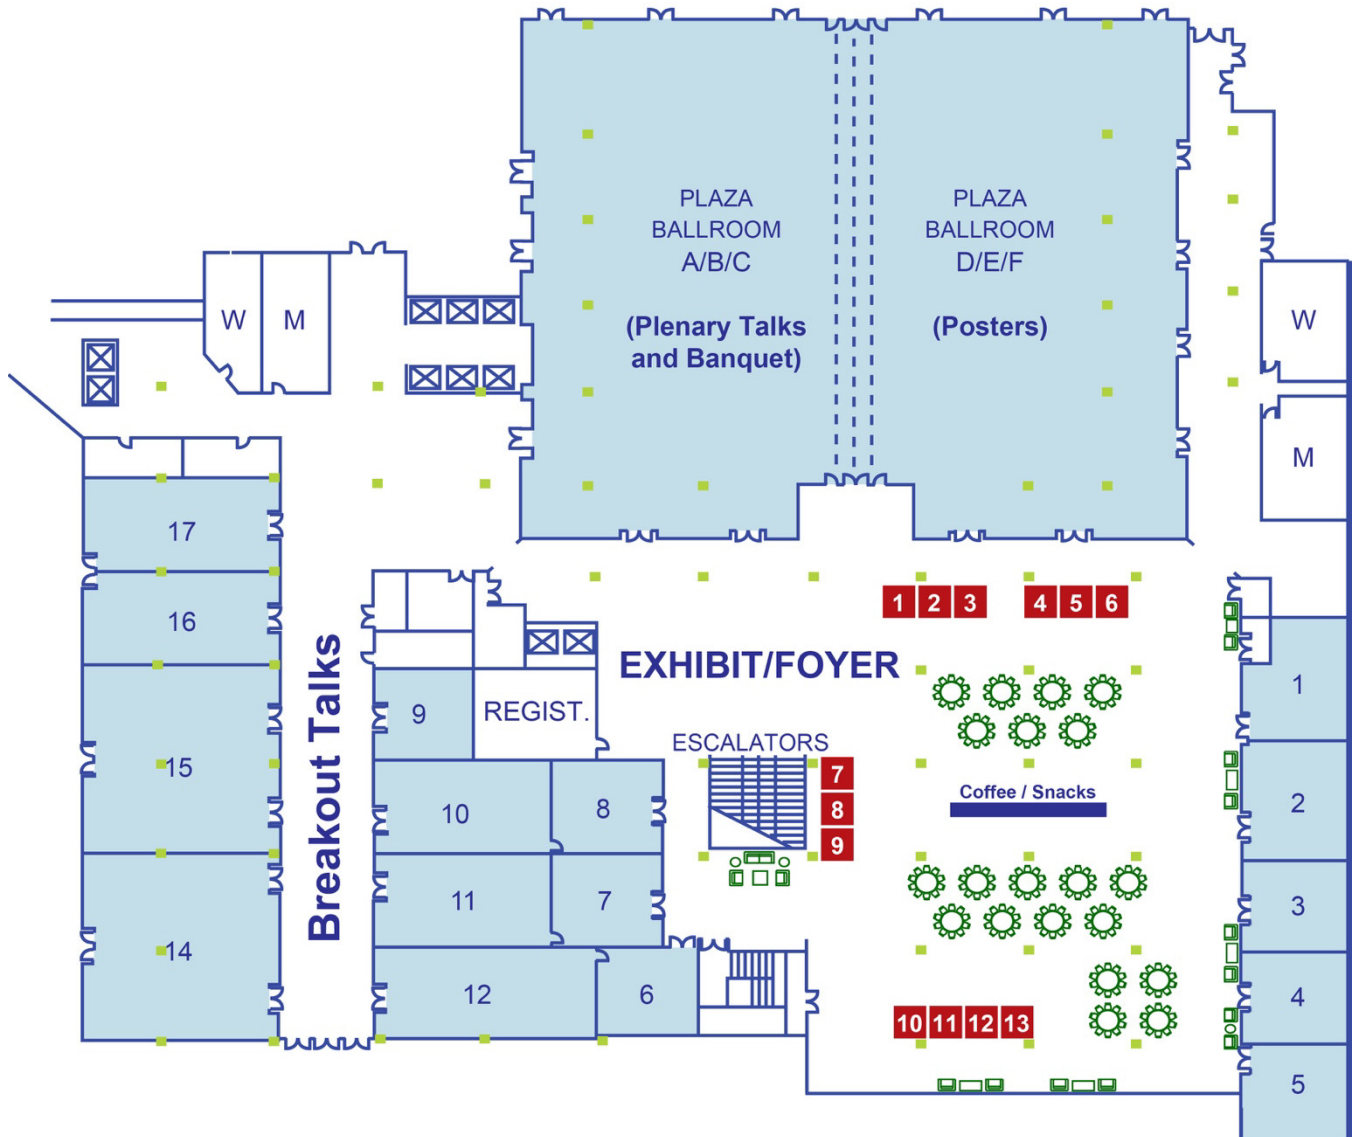 PLAZA
BALLROOM
A/B/C
(Plenary Talks
and Banquet)
PLAZA
BALLROOM
D/E/F
(Posters)
W
M
W
M
17
16
15
14
Breakout Talks
9
REGIST.
10
8
11
7
12
6
EXHIBIT/FOYER
ESCALATORS
1 2 3
4 5 6
7
8
9
Coffee / Snacks
10 11 12 13
1
2
3
4
5